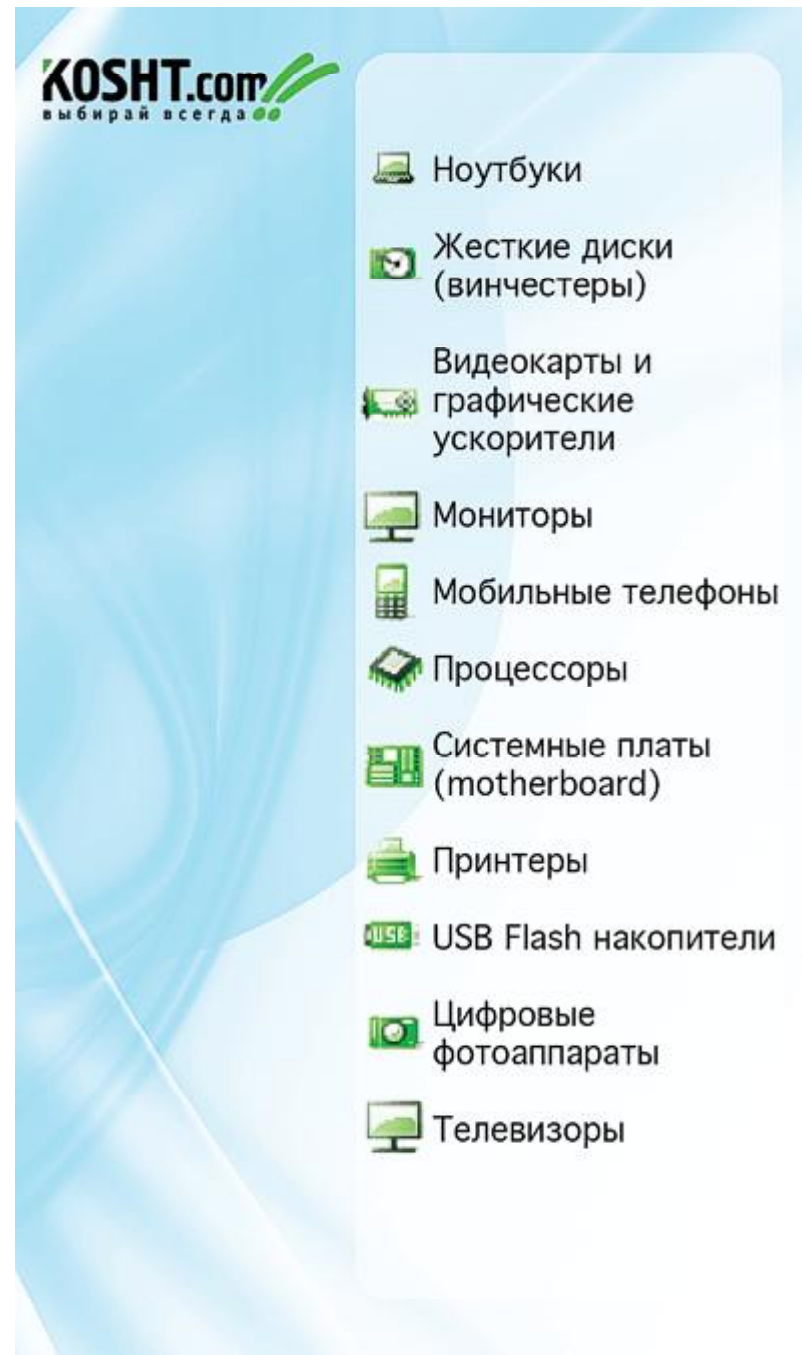 KOSHT.com
выбирай всегда
Ноутбуки
Жесткие диски
(винчестеры)
Видеокарты и
графические
ускорители
Мониторы
Мобильные телефоны
Процессоры
Системные платы
(motherboard)
Принтеры
USB
USB Flash накопители
Цифровые
фотоаппараты
Телевизоры